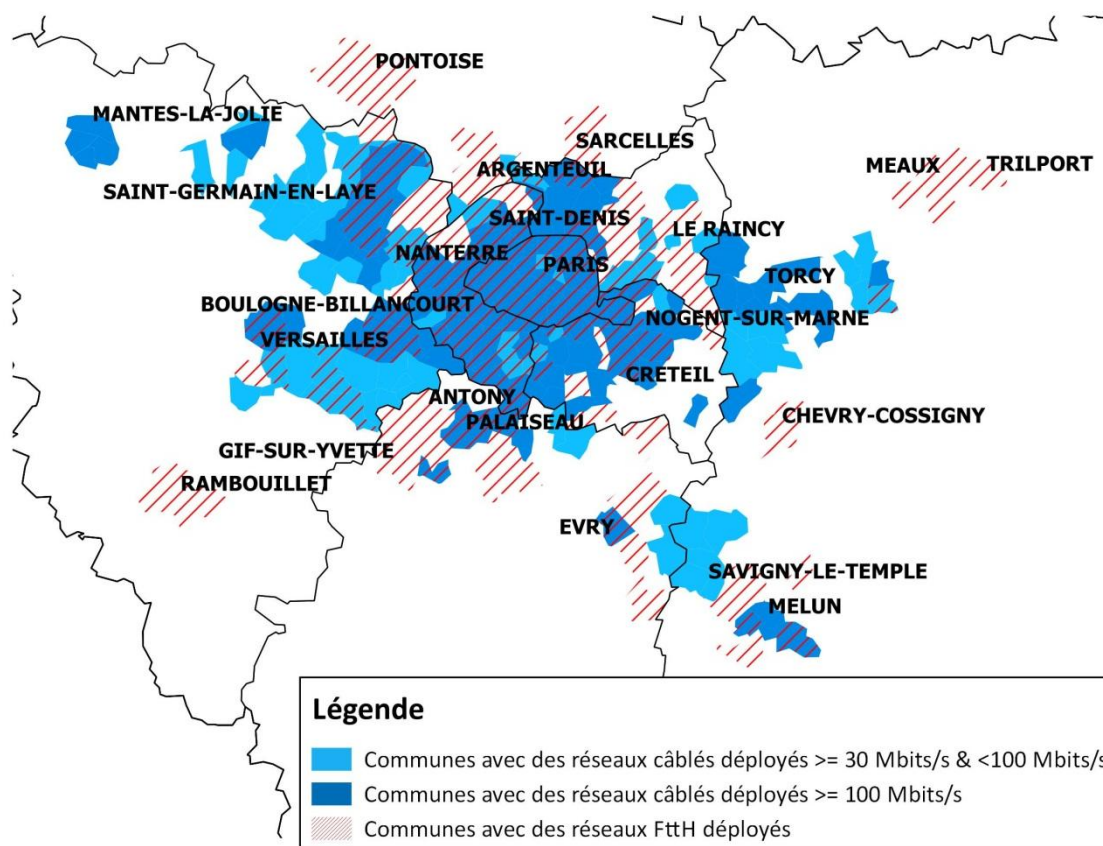 PONTOISE
MANTES-LA-JOLIE
SARCELLES
ARGENTEUIL
MEAUX
TRILPORT
SAINT-GERMAIN-EN-LAYE
SAINT-DENIS
LE RAINCY
NANTERRE
PARIS
TORCY
BOULOGNE-BILLANCOURT
NOGENT-SUR-MARNE
VERSAILLES
CRETEIL
ANTONY
CHEVRY-COSSIGNY
PALAISEAU
GIF-SUR-YVETTE
RAMBOUILLET
EVRY
SAVIGNY-LE-TEMPLE
MELUN
Légende
Communes avec des réseaux câblés déployés >= 30 Mbits/s & <100 Mbits/s
Communes avec des réseaux câblés déployés >= 100 Mbits/s
Communes avec des réseaux FttH déployés